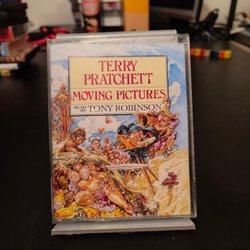 TERRY
PRATCHETT
MOVING PICTURES
READ BY TONY ROBINSON